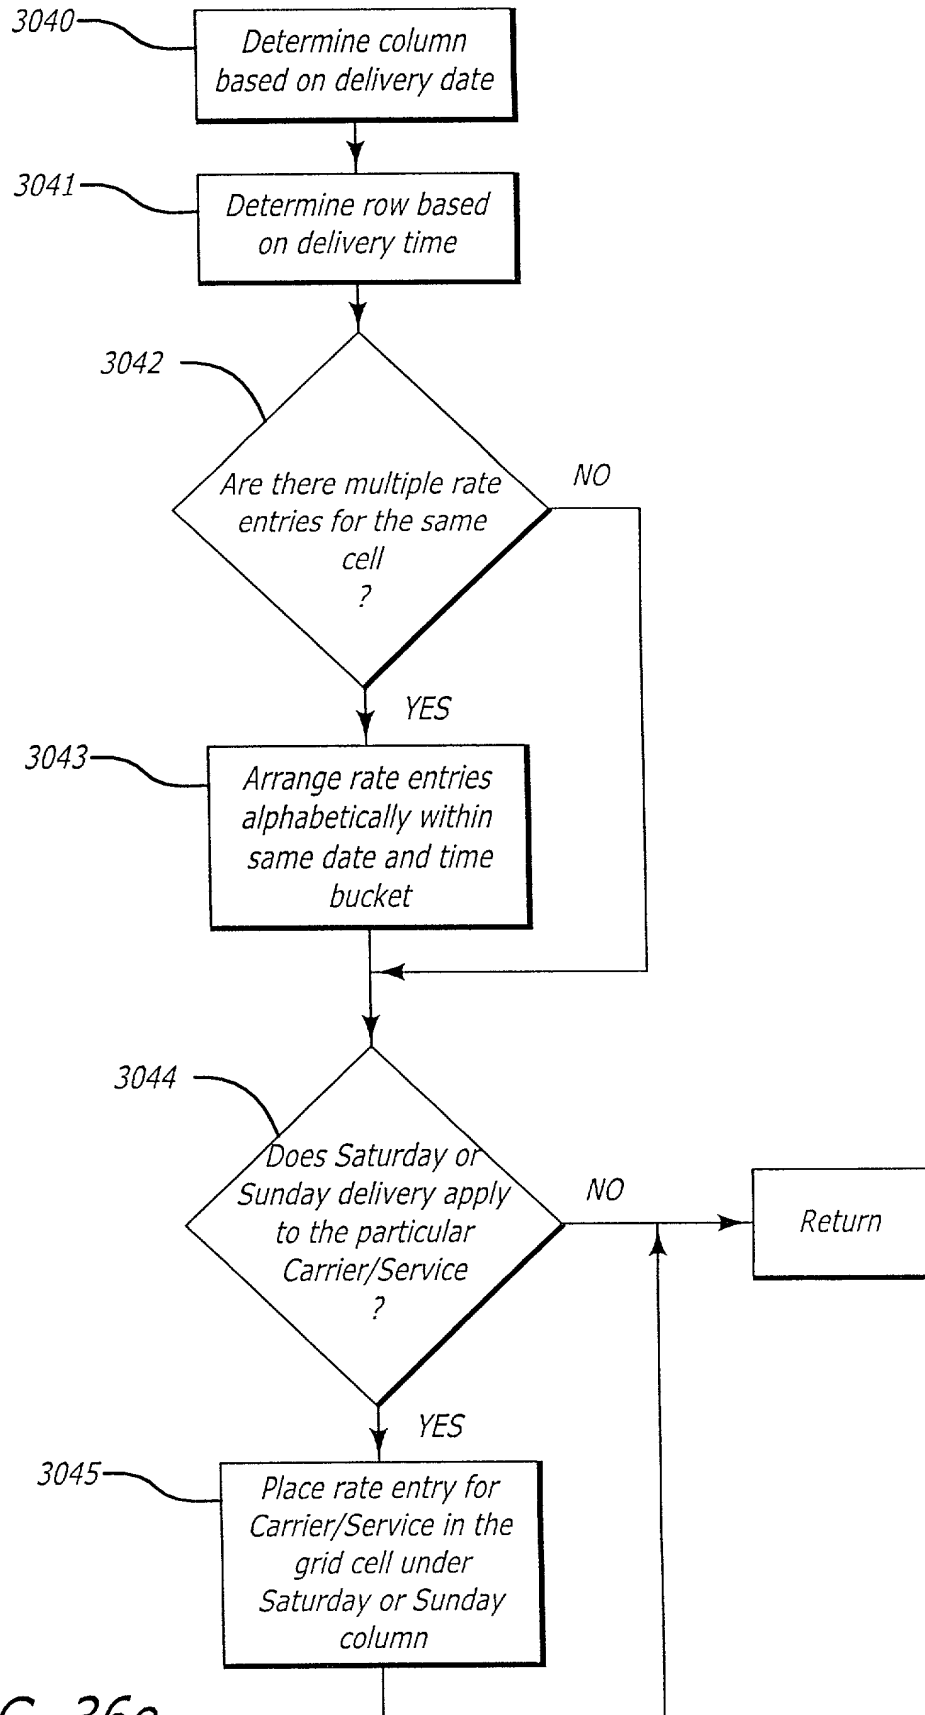 3040
Determine column
based on delivery date
3041
Determine row based
on delivery time
3042
Are there multiple rate
entries for the same
cell
?
NO
YES
3043
Arrange rate entries
alphabetically within
same date and time
bucket
3044
Does Saturday or
Sunday delivery apply
to the particular
Carrier/Service
?
NO
Return
YES
3045
Place rate entry for
Carrier/Service in the
grid cell under
Saturday or Sunday
column